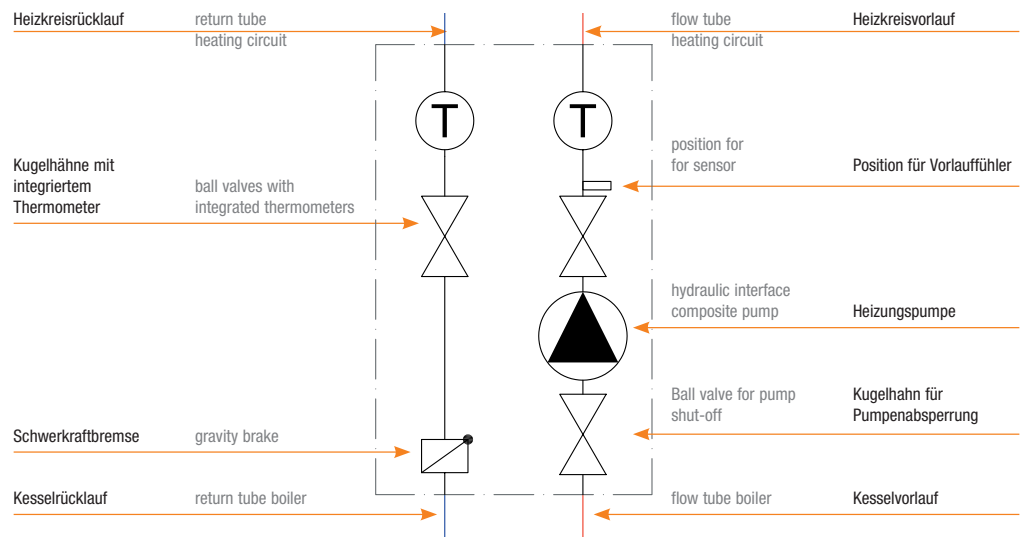 Heizkreisrücklauf
return tube
heating circuit
flow tube
heating circuit
Heizkreisvorlauf
T
T
Kugelhähne mit
integriertem
Thermometer
ball valves with
integrated thermometers
position for
for sensor
Position für Vorlauffühler
hydraulic interface
composite pump
Heizungspumpe
Ball valve for pump
shut-off
Kugelhahn für
Pumpenabsperrung
Schwerkraftbremse
gravity brake
Kesselrücklauf
return tube boiler
flow tube boiler
Kesselvorlauf